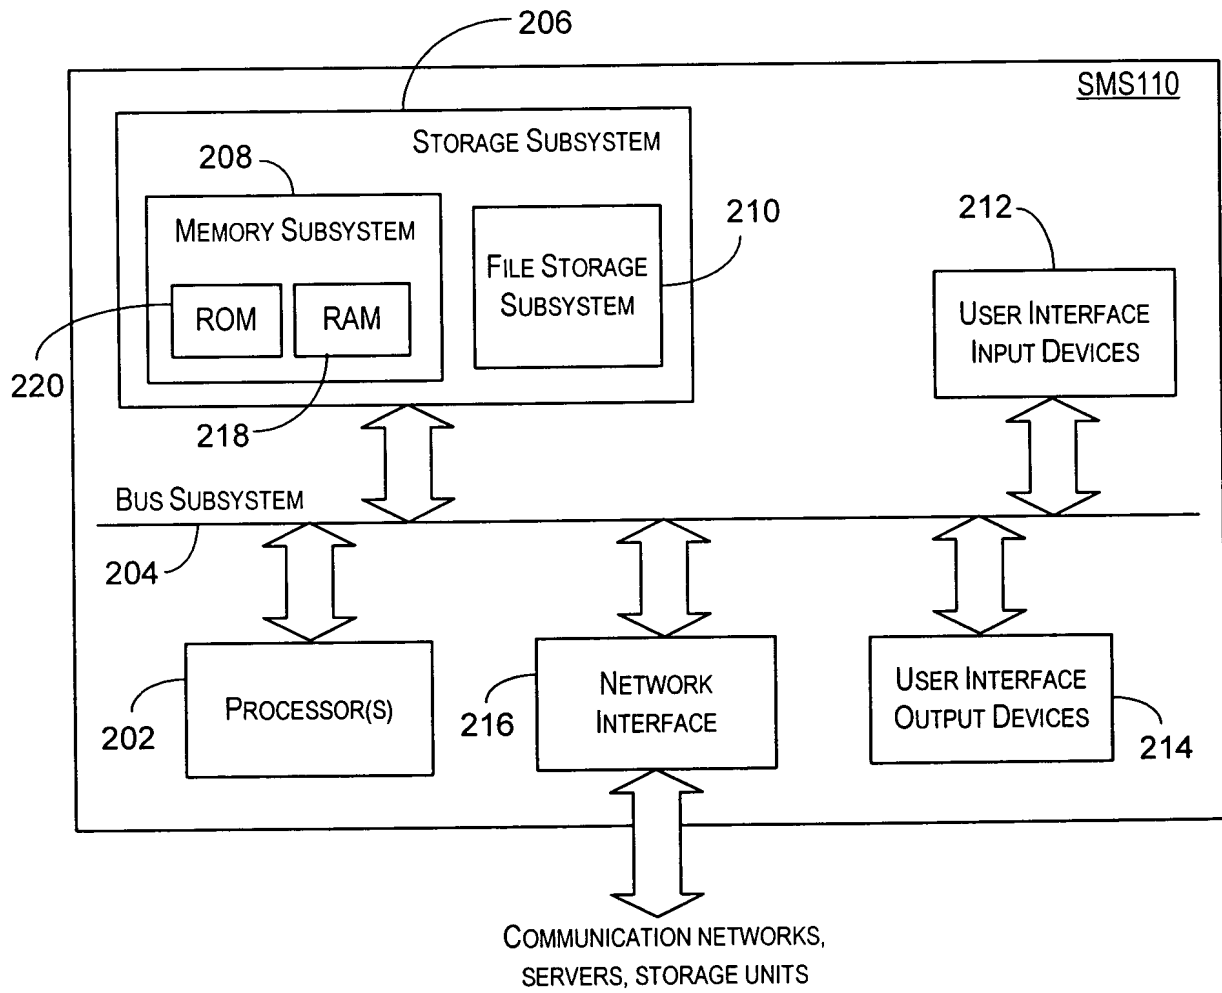 206
SMS110
STORAGE SUBSYSTEM
208
MEMORY SUBSYSTEM
ROM
RAM
220
218
FILE STORAGE
SUBSYSTEM
210
212
USER INTERFACE
INPUT DEVICES
BUS SUBSYSTEM
204
PROCESSOR(S)
202
NETWORK
INTERFACE
216
USER INTERFACE
OUTPUT DEVICES
214
COMMUNICATION NETWORKS,
SERVERS, STORAGE UNITS